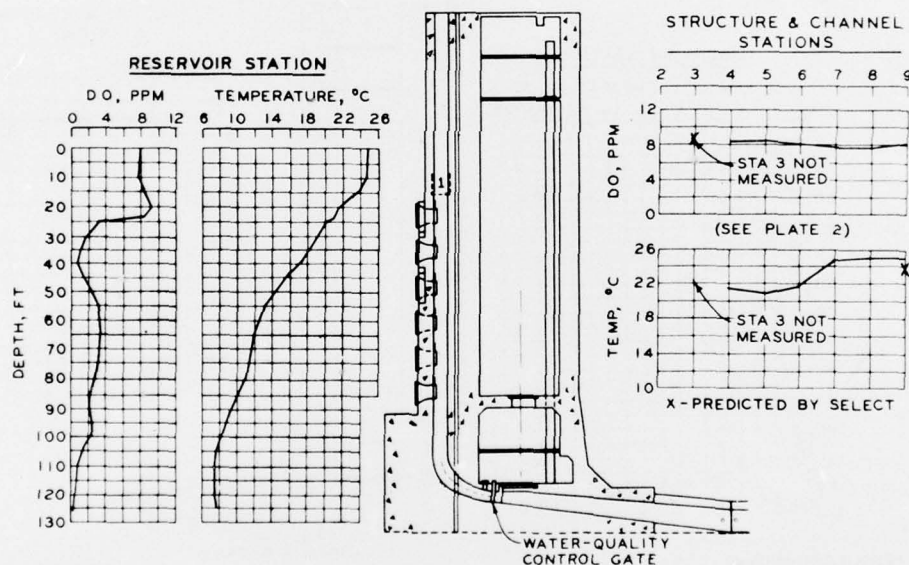 RESERVOIR STATION
DO, PPM
0 4 8 12
TEMPERATURE, °C
6 10 14 18 22 26
DEPTH, FT
0
10
20
30
40
50
60
70
80
90
100
110
120
130
1
WATER-QUALITY
CONTROL GATE
STRUCTURE & CHANNEL
STATIONS
2 3 4 5 6 7 8 9
DO, PPM
12
8
4
0
STA 3 NOT
MEASURED
(SEE PLATE 2)
TEMP, °C
26
22
18
14
10
STA 3 NOT
MEASURED
X-PREDICTED BY SELECT